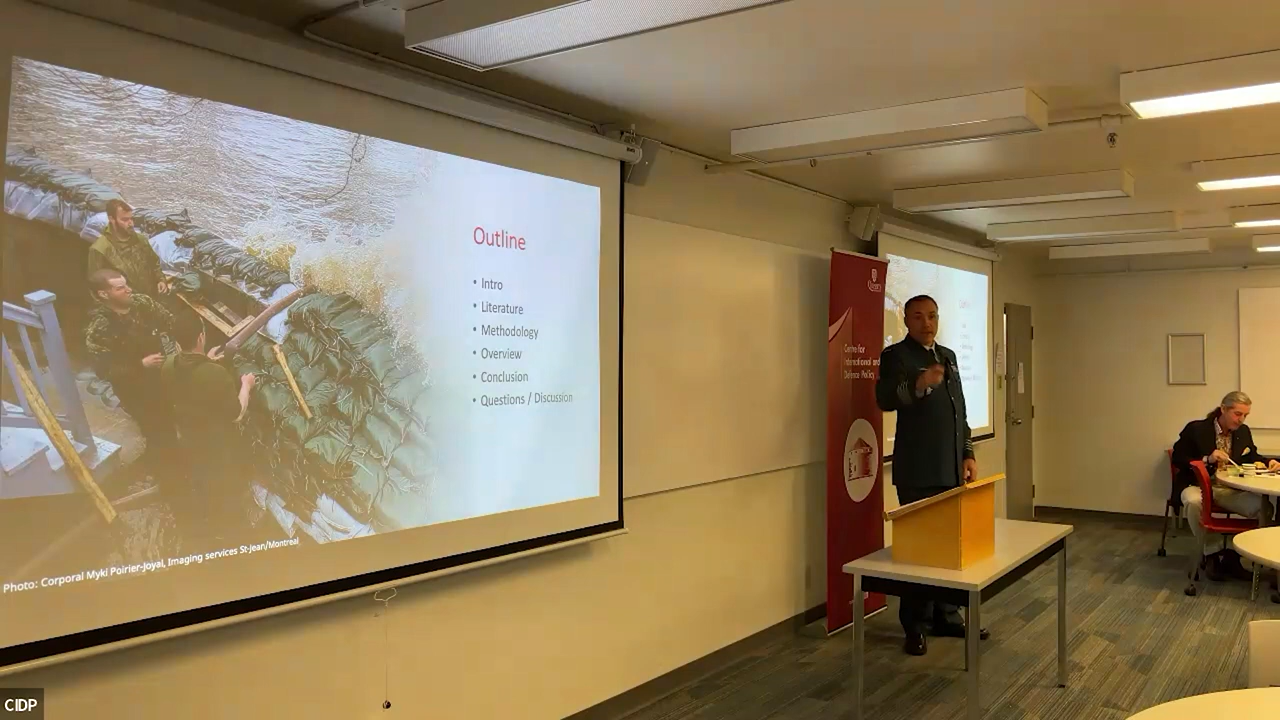 Outline
• Intro
• Literature
• Methodology
• Overview
• Conclusion
• Questions / Discussion
Photo: Corporal Myki Poirier-Joyal, Imaging services St-Jean/Montreal
Queen's
Centre for
International and
Defence Policy
CIDP